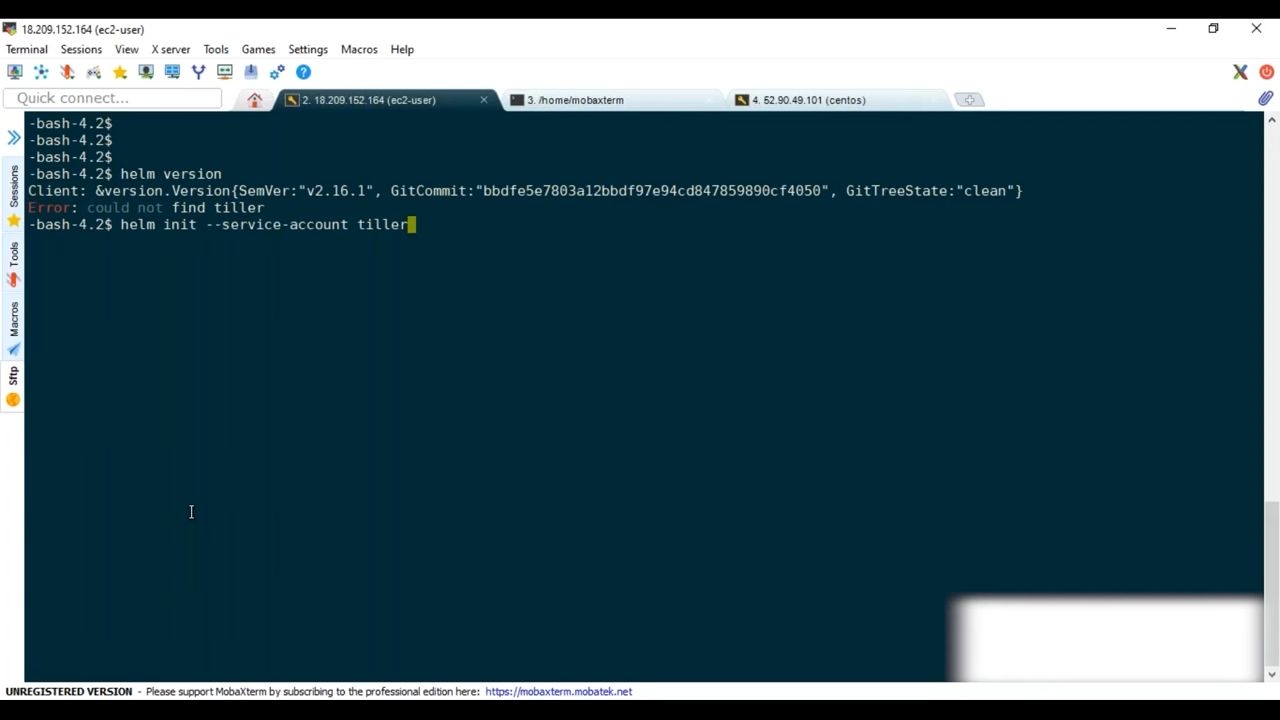 18.209.152.164 (ec2-user)
Terminal Sessions View X server Tools Games Settings Macros Help
Quick connect...
2. 18.209.152.164 (ec2-user)
3. /home/mobaxterm
4. 52.90.49.101 (centos)
Sessions
Tools
Macros
Sftp
-bash-4.2$
-bash-4.2$
-bash-4.2$
-bash-4.2$ helm version
Client: &version.Version{SemVer:"v2.16.1", GitCommit:"bbdfe5e7803a12bbdf97e94cd847859890cf4050", GitTreeState:"clean"}
Error: could not find tiller
-bash-4.2$ helm init --service-account tiller
UNREGISTERED VERSION - Please support MobaXterm by subscribing to the professional edition here: https://mobaxterm.mobatek.net